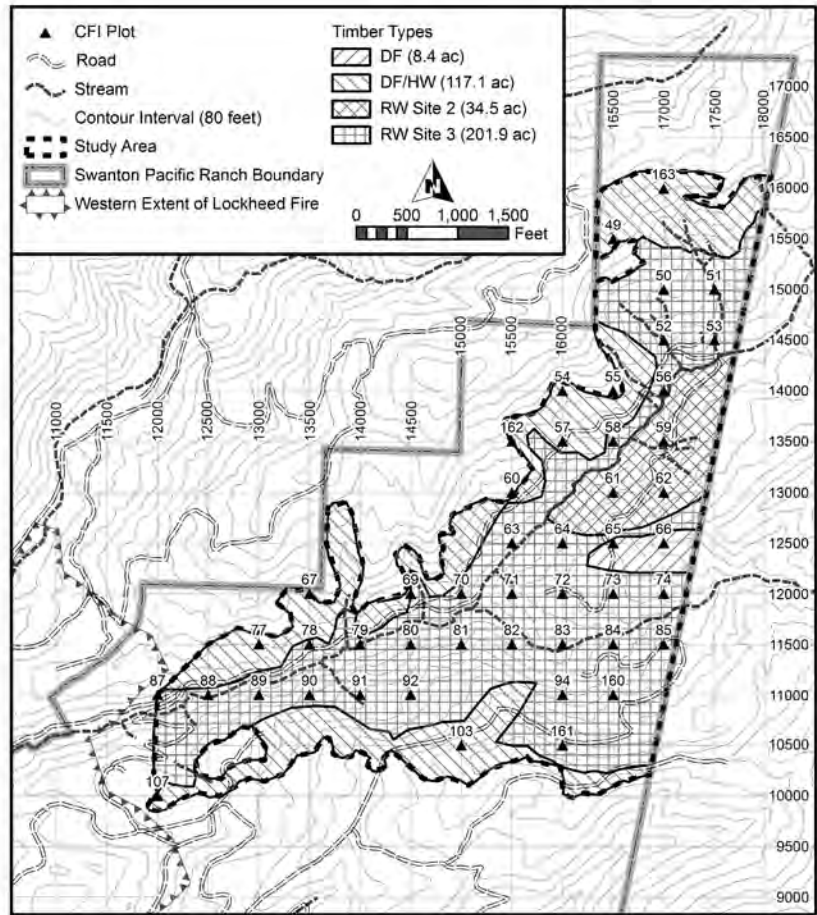 CFI Plot
Road
Stream
Contour Interval (80 feet)
Study Area
Swanton Pacific Ranch Boundary
Western Extent of Lockheed Fire
Timber Types
DF (8.4 ac)
DF/HW (117.1 ac)
RW Site 2 (34.5 ac)
RW Site 3 (201.9 ac)
N
0 500 1,000 1,500
Feet
16500 17000 17500 18000
17000
16500
163 16000
49 15500
50 51 15000
15000 15500 16000
52 53 14500
54 55 56 14000
11000 11500 12000 12500 13000 13500 14000 14500
162 57 58 59 13500
60 61 62 13000
63 64 65 66 12500
67 69 70 71 72 73 74 12000
77 78 79 80 81 82 83 84 85 11500
87 88 89 90 91 92 94 160 11000
103 161 10500
107 10000
9500
9000